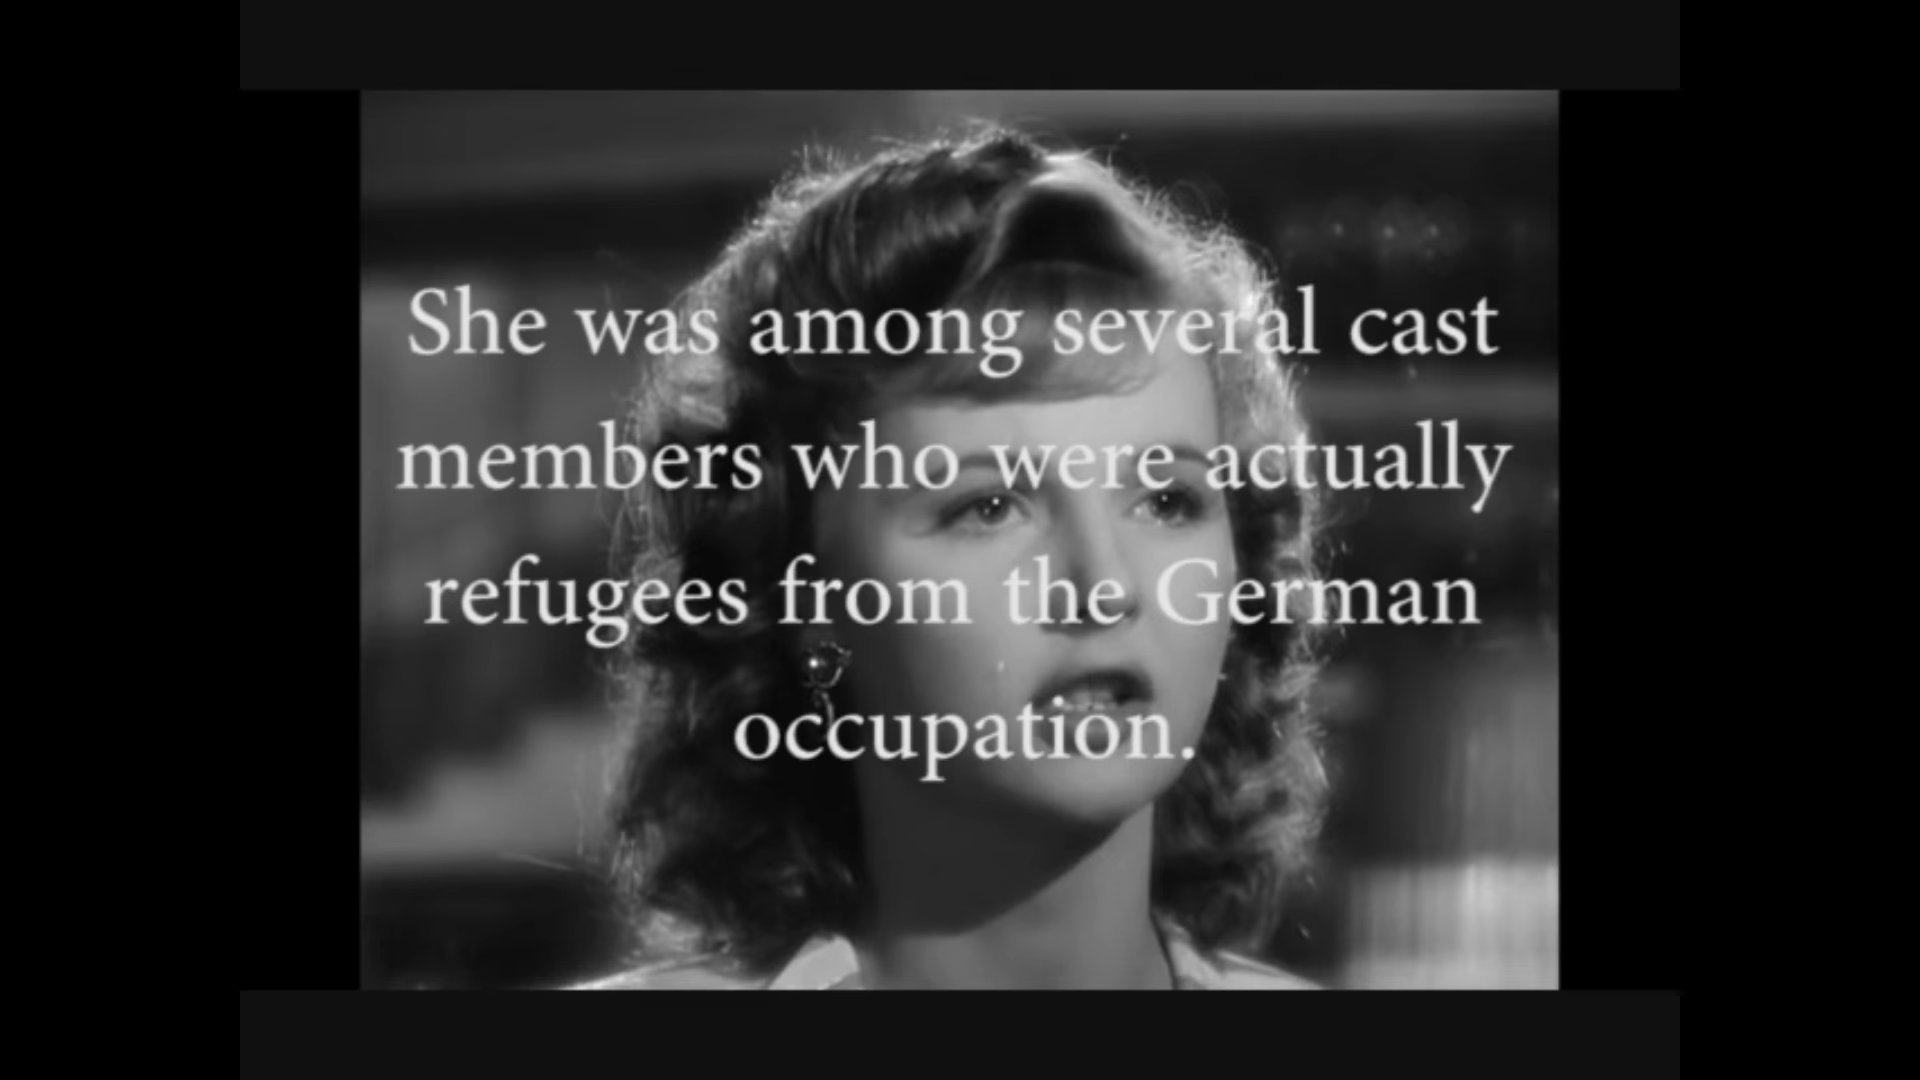 She was among several cast
members who were actually
refugees from the German
occupation.